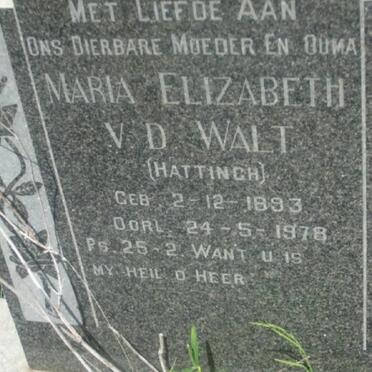 MET LIEFDE AAN
ONS DIERBARE MOEDER EN OUMA
MARIA ELIZABETH
V D WALT
(HATTINGH)
GEB. 2-12-1893
OORL. 24-5-1978
PS. 25-2. WANT U IS
MY HEIL O HEER